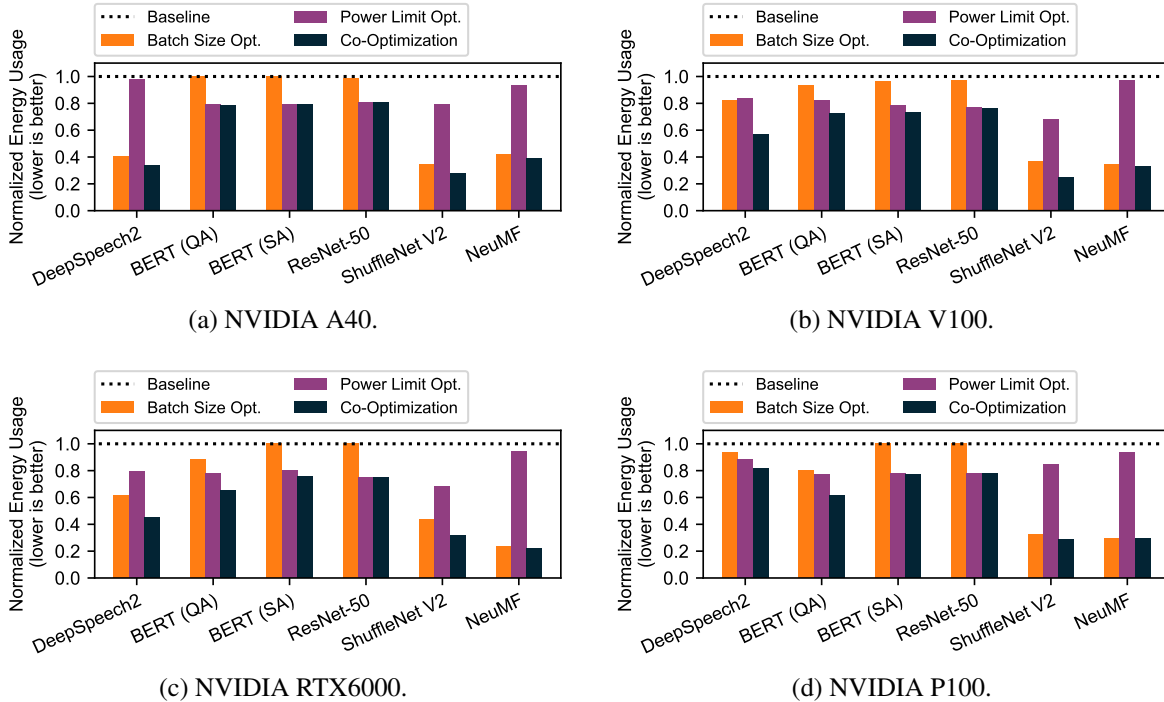 Baseline
Power Limit Opt.
Batch Size Opt.
Co-Optimization
Normalized Energy Usage
(lower is better)
1.0
0.8
0.6
0.4
0.2
0.0
DeepSpeech2
BERT (QA)
BERT (SA)
ResNet-50
ShuffleNet V2
NeuMF
(a) NVIDIA A40.
Baseline
Power Limit Opt.
Batch Size Opt.
Co-Optimization
Normalized Energy Usage
(lower is better)
1.0
0.8
0.6
0.4
0.2
0.0
DeepSpeech2
BERT (QA)
BERT (SA)
ResNet-50
ShuffleNet V2
NeuMF
(b) NVIDIA V100.
Baseline
Power Limit Opt.
Batch Size Opt.
Co-Optimization
Normalized Energy Usage
(lower is better)
1.0
0.8
0.6
0.4
0.2
0.0
DeepSpeech2
BERT (QA)
BERT (SA)
ResNet-50
ShuffleNet V2
NeuMF
(c) NVIDIA RTX6000.
Baseline
Power Limit Opt.
Batch Size Opt.
Co-Optimization
Normalized Energy Usage
(lower is better)
1.0
0.8
0.6
0.4
0.2
0.0
DeepSpeech2
BERT (QA)
BERT (SA)
ResNet-50
ShuffleNet V2
NeuMF
(d) NVIDIA P100.